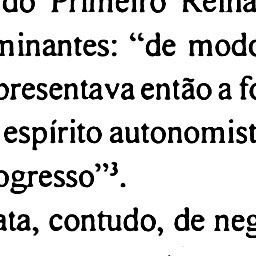 do Primeiro Reina
minantes: “de modo
presentava então a fo
espírito autonomist
ogresso”³.
ata, contudo, de neg